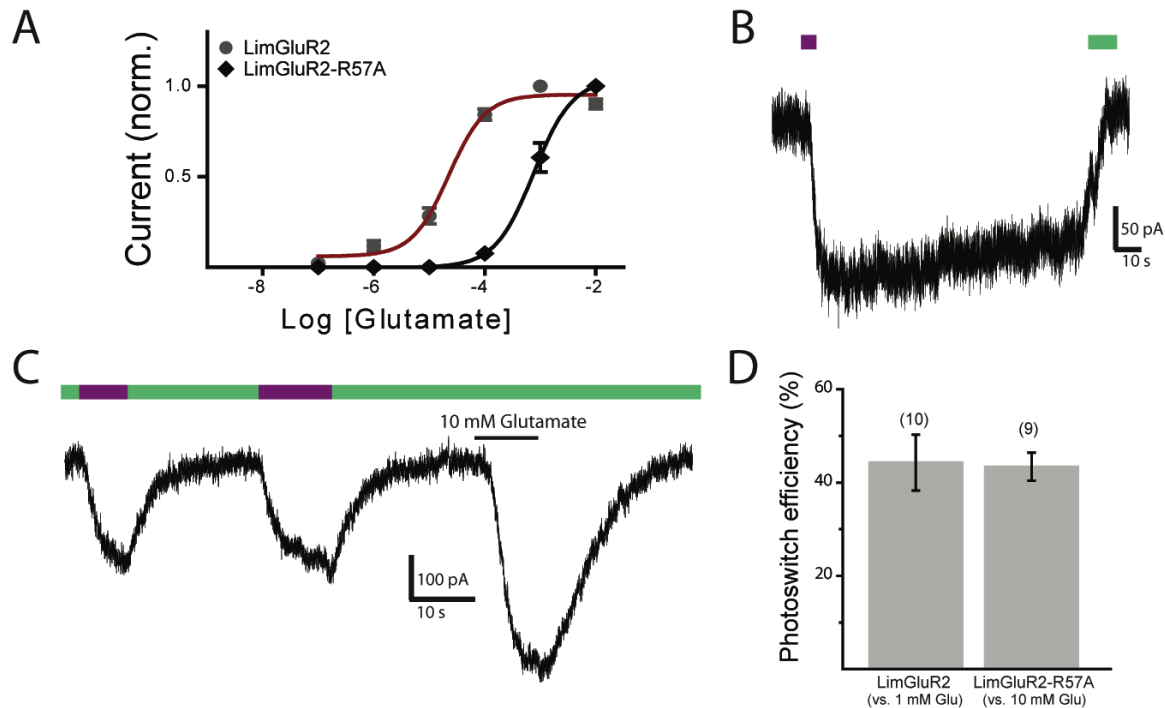 A
LimGluR2
LimGluR2-R57A
Current (norm.)
1.0
0.5
-8
-6
-4
-2
Log [Glutamate]
B
50 pA
10 s
C
10 mM Glutamate
100 pA
10 s
D
Photoswitch efficiency (%)
60
40
20
(10)
(9)
LimGluR2
(vs. 1 mM Glu)
LimGluR2-R57A
(vs. 10 mM Glu)